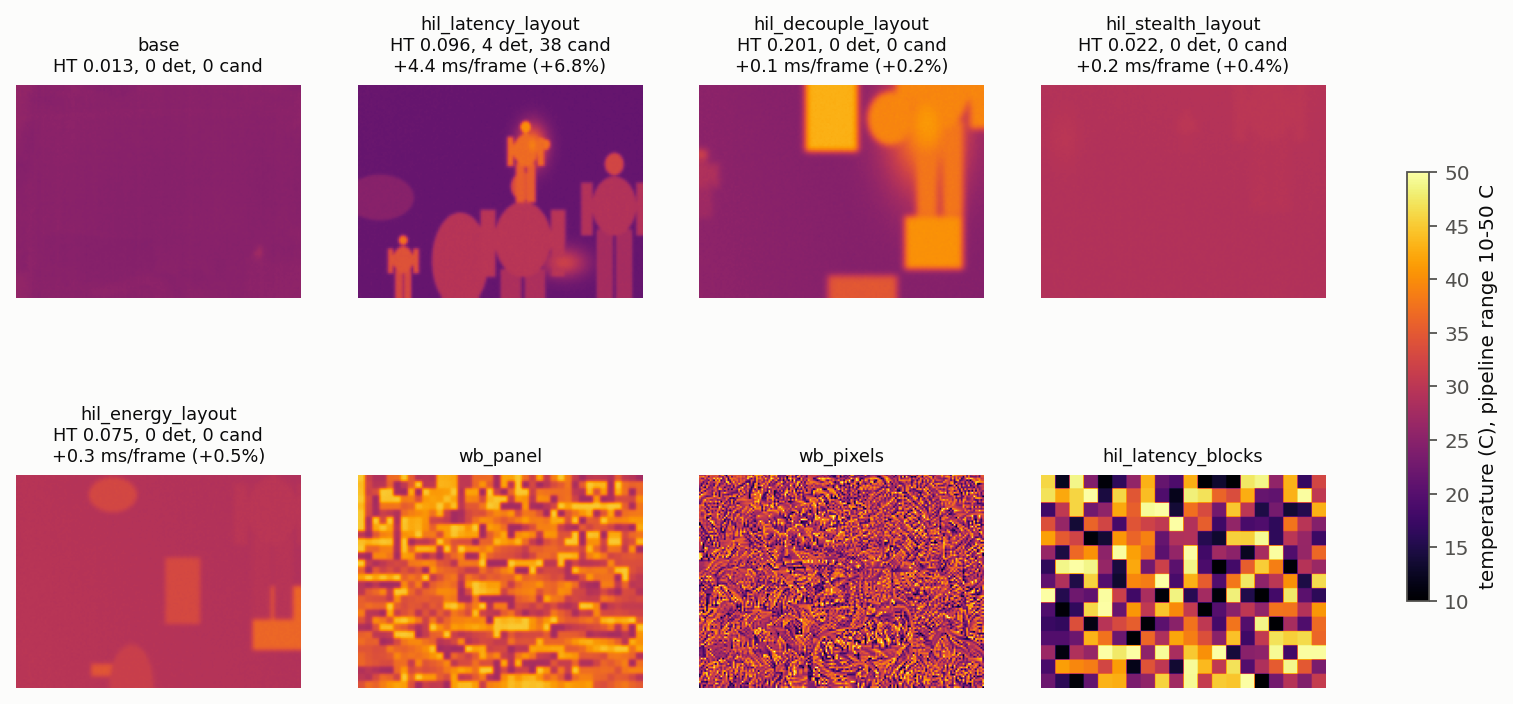 base
HT 0.013, 0 det, 0 cand
hil_latency_layout
HT 0.096, 4 det, 38 cand
+4.4 ms/frame (+6.8%)
hil_decouple_layout
HT 0.201, 0 det, 0 cand
+0.1 ms/frame (+0.2%)
hil_stealth_layout
HT 0.022, 0 det, 0 cand
+0.2 ms/frame (+0.4%)
hil_energy_layout
HT 0.075, 0 det, 0 cand
+0.3 ms/frame (+0.5%)
wb_panel
wb_pixels
hil_latency_blocks
50
45
40
35
30
25
20
15
10
temperature (C), pipeline range 10-50 C